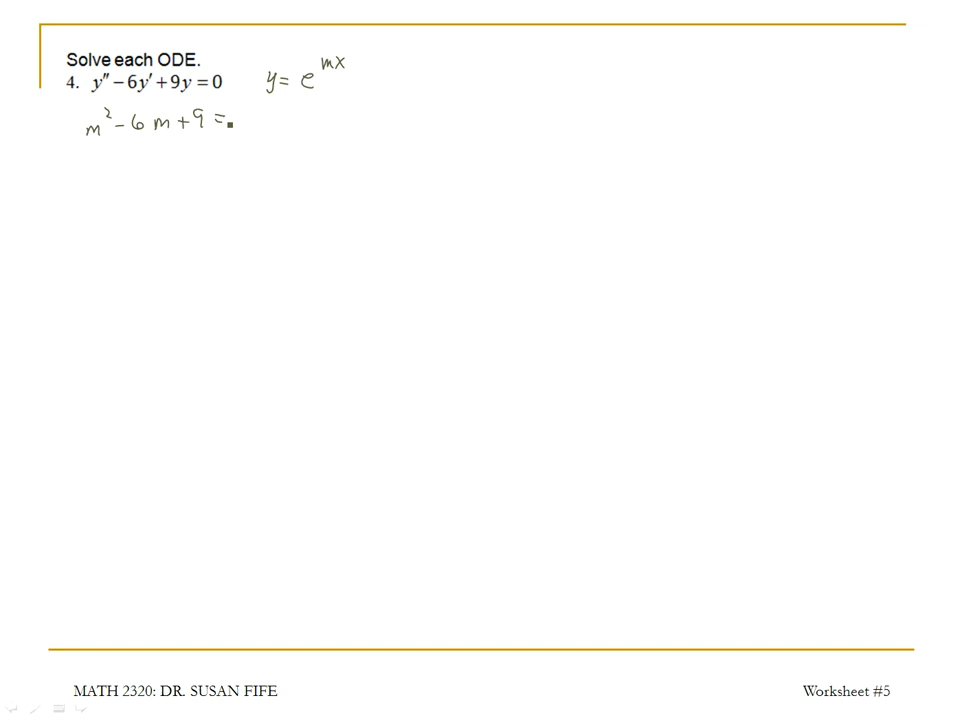 Solve each ODE.
4. y″ − 6y′ + 9y = 0 y = e^{mx}
m² − 6m + 9 =
MATH 2320: DR. SUSAN FIFE Worksheet #5